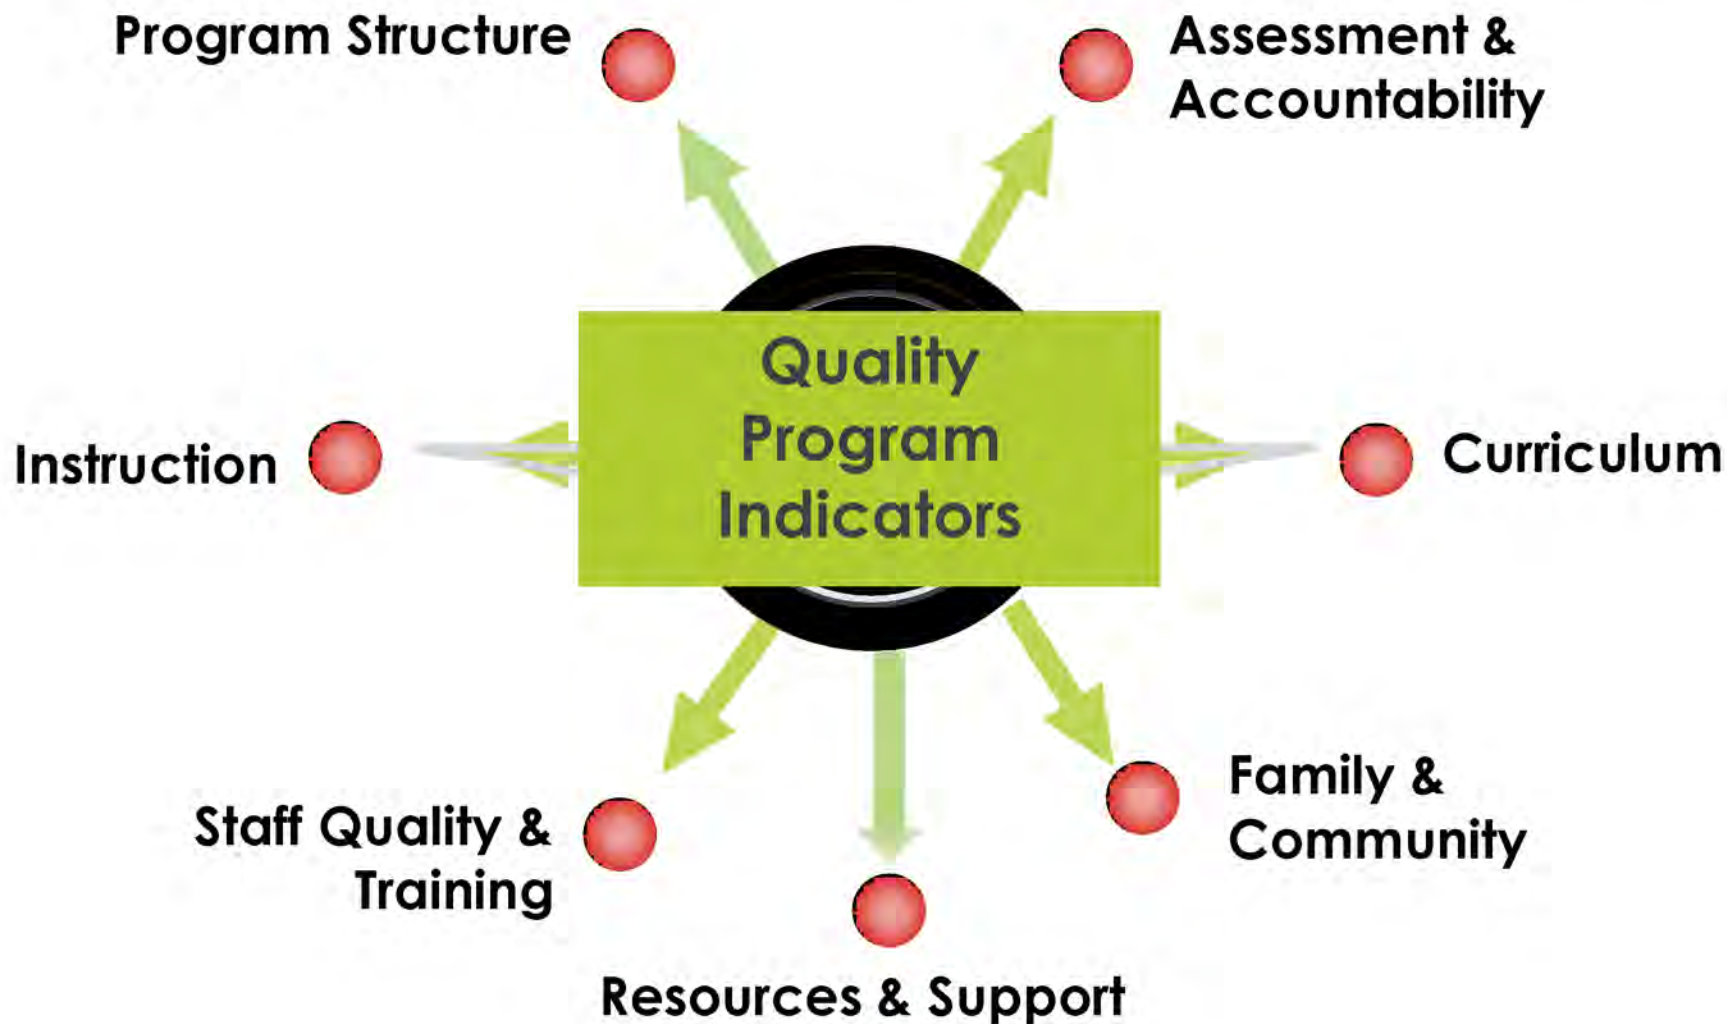 Program Structure
Assessment &
Accountability
Quality
Program
Indicators
Instruction
Curriculum
Family &
Community
Staff Quality &
Training
Resources & Support